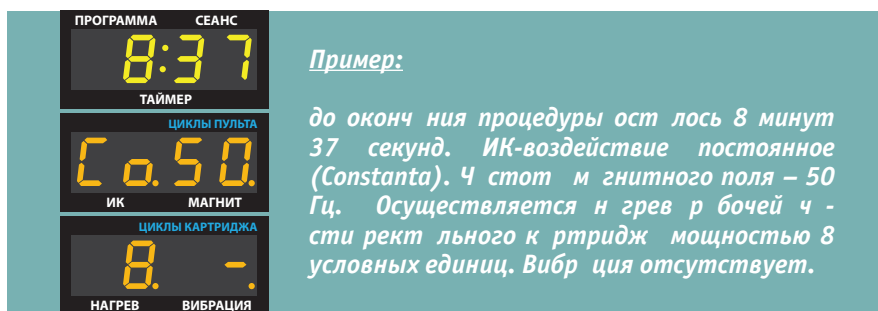 ПРОГРАММА СЕАНС
8:37
ТАЙМЕР
ЦИКЛЫ ПУЛЬТА
Co.50.
ИК МАГНИТ
ЦИКЛЫ КАРТРИДЖА
8. -.
НАГРЕВ ВИБРАЦИЯ
Пример:
до оконч ния процедуры ост лось 8 минут
37 секунд. ИК-воздействие постоянное
(Constanta). Ч стот  м гнитного поля – 50
Гц.  Осуществляется н грев р бочей ч -
сти рект льного к ртридж  мощностью 8
условных единиц. Вибр ция отсутствует.